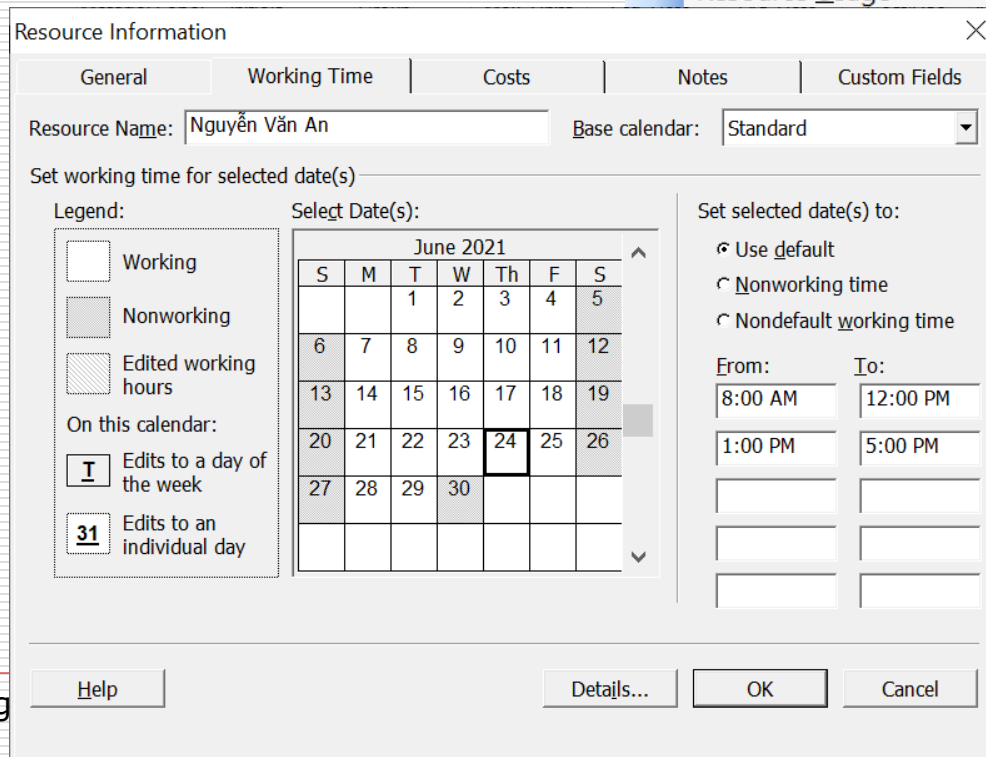 Resource Information
General Working Time Costs Notes Custom Fields
Resource Name: Nguyễn Văn An Base calendar: Standard
Set working time for selected date(s)
Legend:
Working
Nonworking
Edited working
hours
On this calendar:
T Edits to a day of
the week
31 Edits to an
individual day
Select Date(s):
June 2021
S M T W Th F S
1 2 3 4 5
6 7 8 9 10 11 12
13 14 15 16 17 18 19
20 21 22 23 24 25 26
27 28 29 30
Set selected date(s) to:
Use default
Nonworking time
Nondefault working time
From: To:
8:00 AM 12:00 PM
1:00 PM 5:00 PM
Help Details... OK Cancel